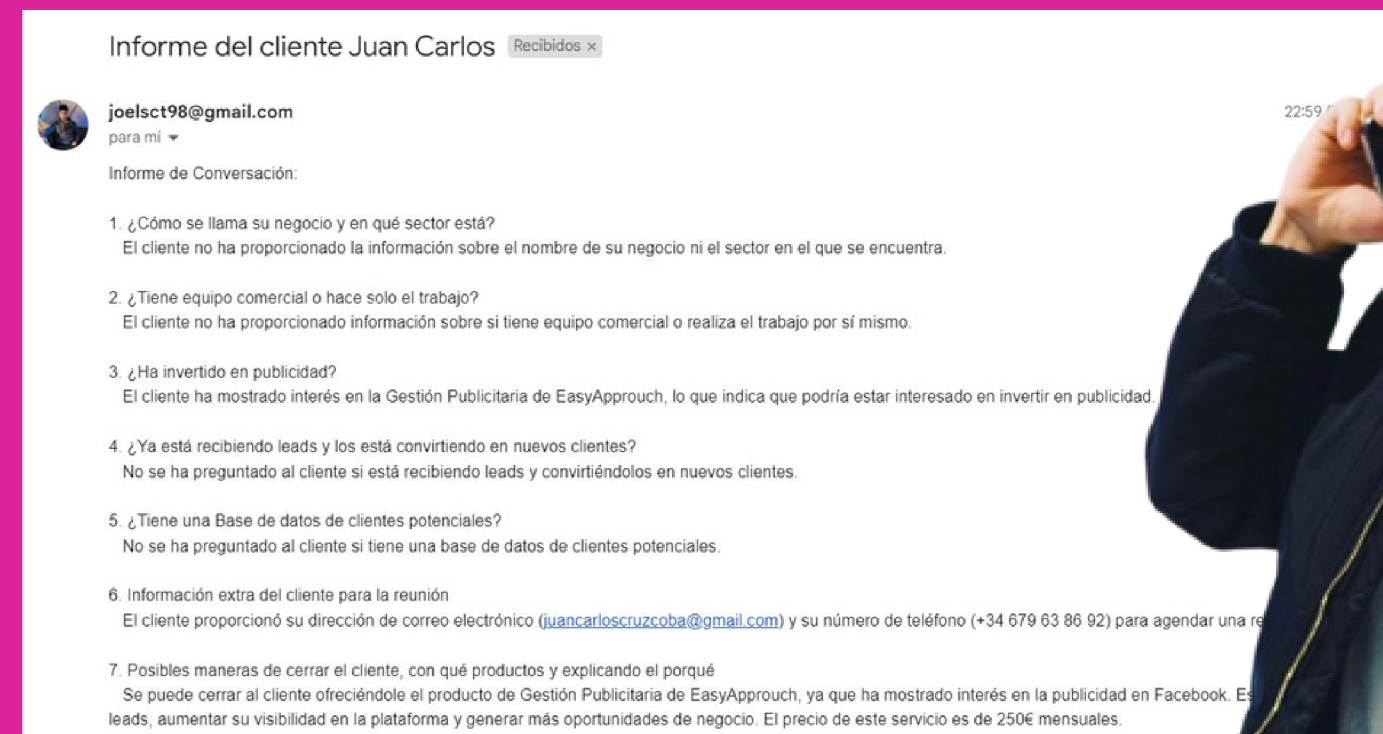 Informe del cliente Juan Carlos Recibidos ×
joelsct98@gmail.com
22:59
para mí
Informe de Conversación:
1. ¿Cómo se llama su negocio y en qué sector está?
El cliente no ha proporcionado la información sobre el nombre de su negocio ni el sector en el que se encuentra.
2. ¿Tiene equipo comercial o hace solo el trabajo?
El cliente no ha proporcionado información sobre si tiene equipo comercial o realiza el trabajo por sí mismo.
3. ¿Ha invertido en publicidad?
El cliente ha mostrado interés en la Gestión Publicitaria de EasyApprouch, lo que indica que podría estar interesado en invertir en publicidad.
4. ¿Ya está recibiendo leads y los está convirtiendo en nuevos clientes?
No se ha preguntado al cliente si está recibiendo leads y convirtiéndolos en nuevos clientes.
5. ¿Tiene una Base de datos de clientes potenciales?
No se ha preguntado al cliente si tiene una base de datos de clientes potenciales.
6. Información extra del cliente para la reunión
El cliente proporcionó su dirección de correo electrónico (juancarloscruzcoba@gmail.com) y su número de teléfono (+34 679 63 86 92) para agendar una
7. Posibles maneras de cerrar el cliente, con qué productos y explicando el porqué
Se puede cerrar al cliente ofreciéndole el producto de Gestión Publicitaria de EasyApprouch, ya que ha mostrado interés en la publicidad en Facebook.
leads, aumentar su visibilidad en la plataforma y generar más oportunidades de negocio. El precio de este servicio es de 250€ mensuales.